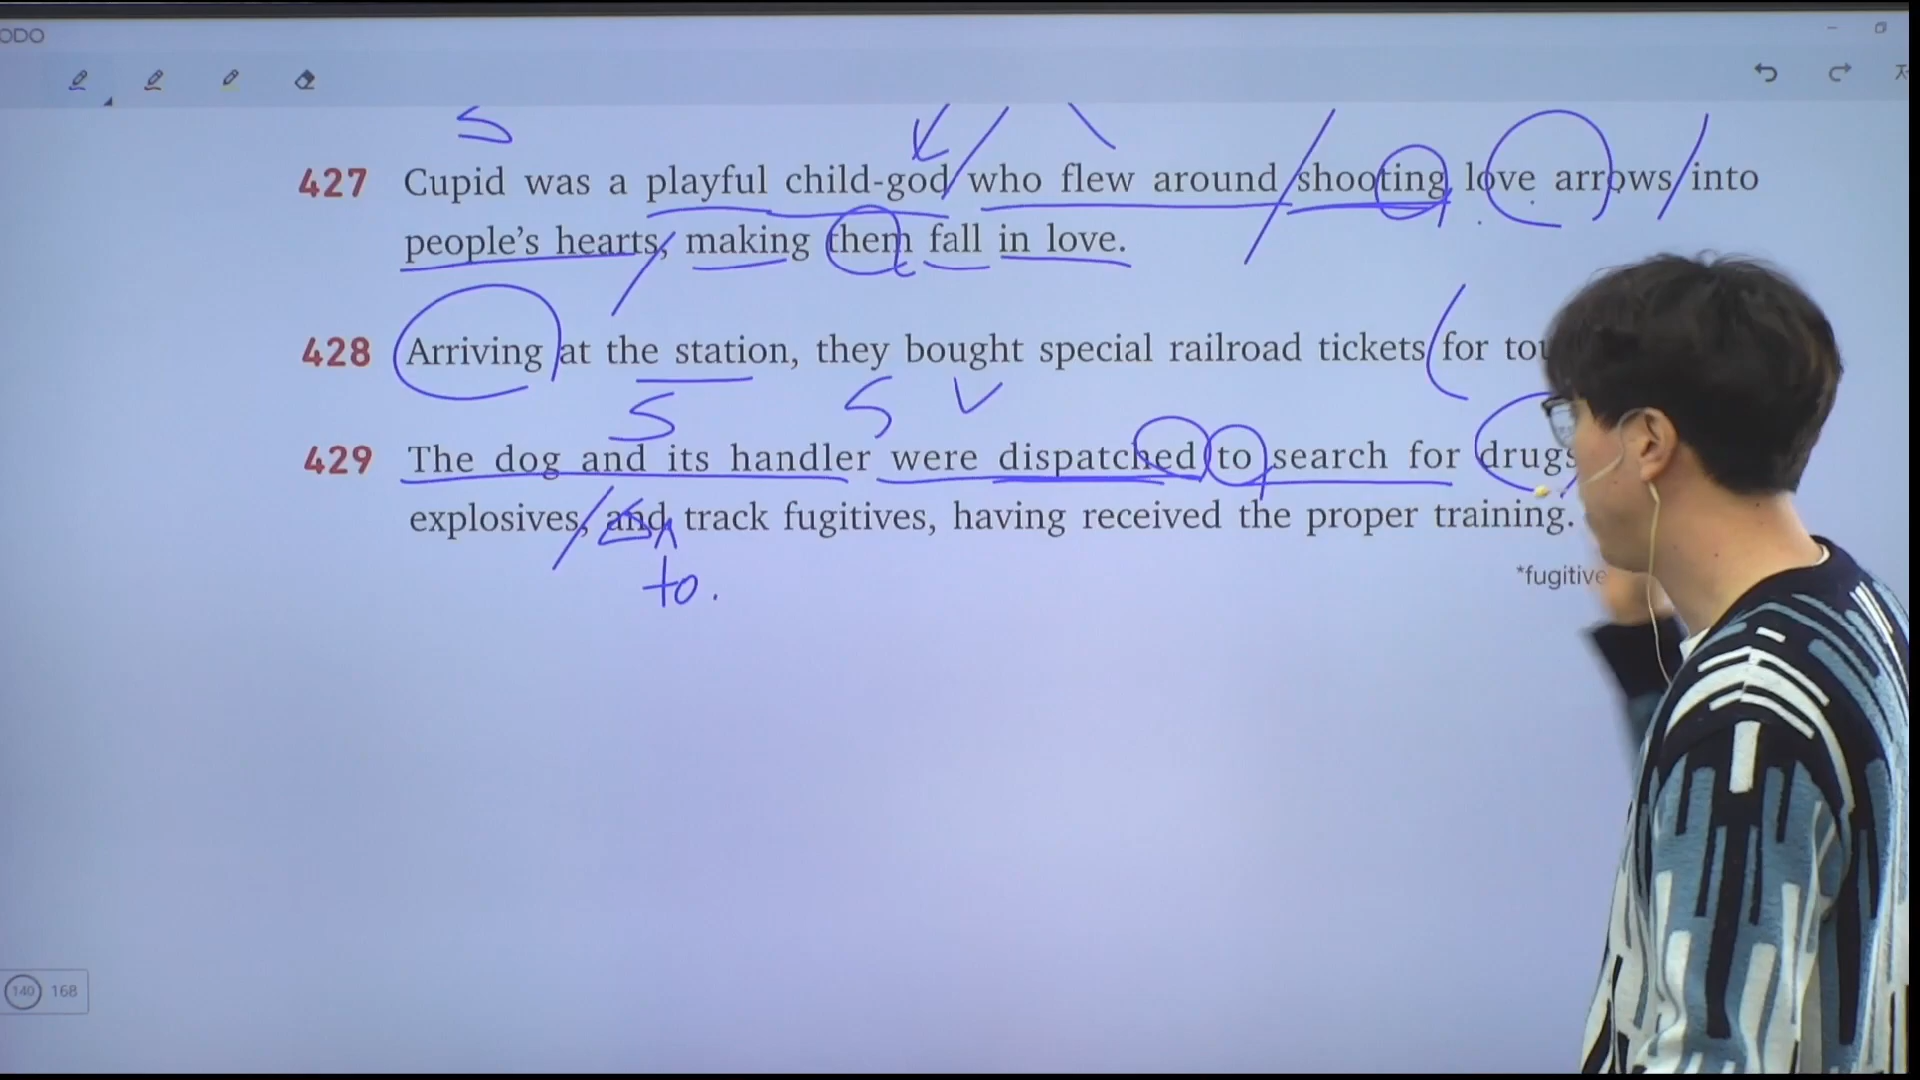 ODO
S
427 Cupid was a playful child-god who flew around shooting love arrows into
people's hearts, making them fall in love.
428 Arriving at the station, they bought special railroad tickets for
S S V
429 The dog and its handler were dispatched to search for drugs
explosives, and track fugitives, having received the proper training.
to.
*fugitive
140 168